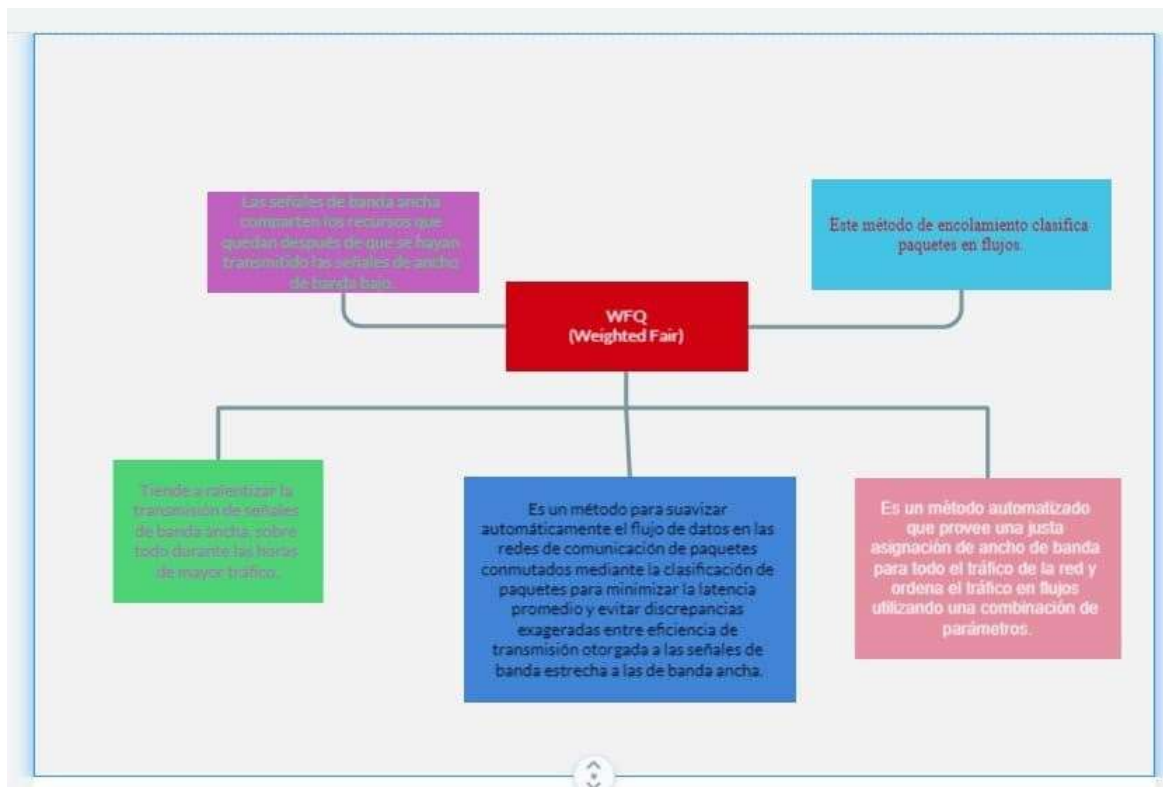 Las señales de banda ancha
comparten los recursos que
quedan después de que se hayan
transmitido las señales de ancho
de banda bajo.
Este método de encolamiento clasifica
paquetes en flujos.
WFQ
(Weighted Fair)
Tiende a ralentizar la
transmisión de señales
de banda ancha, sobre
todo durante las horas
de mayor tráfico.
Es un método para suavizar
automáticamente el flujo de datos en las
redes de comunicación de paquetes
conmutados mediante la clasificación de
paquetes para minimizar la latencia
promedio y evitar discrepancias
exageradas entre eficiencia de
transmisión otorgada a las señales de
banda estrecha a las de banda ancha.
Es un método automatizado
que provee una justa
asignación de ancho de banda
para todo el tráfico de la red y
ordena el tráfico en flujos
utilizando una combinación de
parámetros.